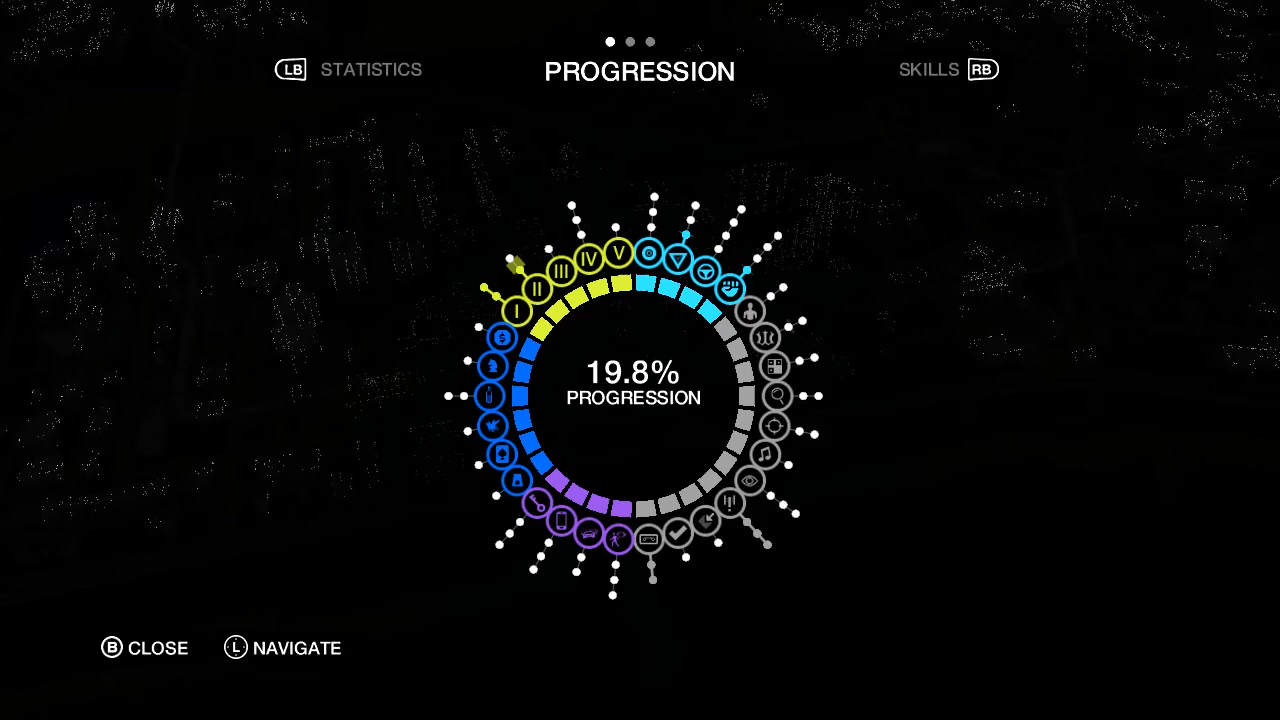 LB STATISTICS
PROGRESSION
SKILLS RB
I
II
III
IV
V
19.8%
PROGRESSION
B CLOSE
L NAVIGATE